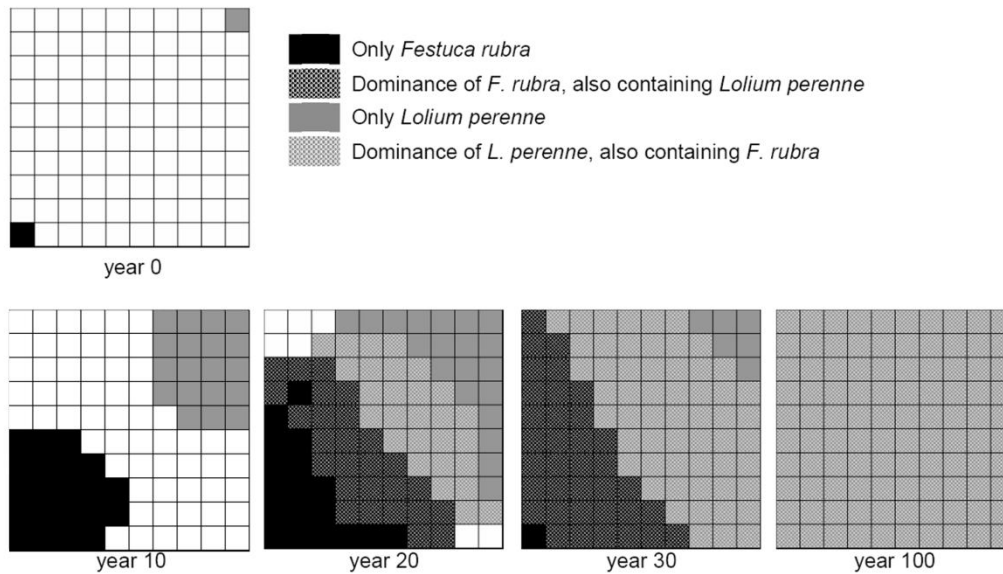 Only Festuca rubra
Dominance of F. rubra, also containing Lolium perenne
Only Lolium perenne
Dominance of L. perenne, also containing F. rubra
year 0
year 10
year 20
year 30
year 100